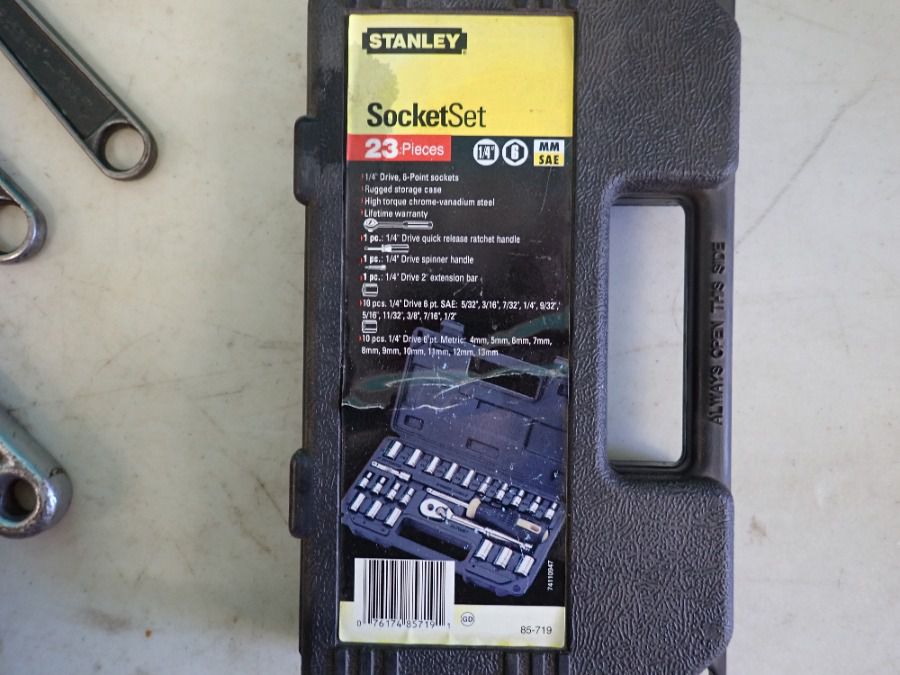 STANLEY
SocketSet
23 Pieces
1/4" 6 MM
SAE
1/4" Drive, 6-Point sockets
Rugged storage case
High torque chrome-vanadium steel
Lifetime warranty
1 pc.: 1/4" Drive quick release ratchet handle
1 pc.: 1/4" Drive spinner handle
1 pc.: 1/4" Drive 2" extension bar
10 pcs. 1/4" Drive 6 pt. SAE: 5/32", 3/16", 7/32", 1/4", 9/32",
5/16", 11/32", 3/8", 7/16", 1/2"
10 pcs. 1/4" Drive 6 pt. Metric: 4mm, 5mm, 6mm, 7mm,
8mm, 9mm, 10mm, 11mm, 12mm, 13mm
74110947
0 76174 85719 1
GD
85-719
ALWAYS OPEN THIS SIDE